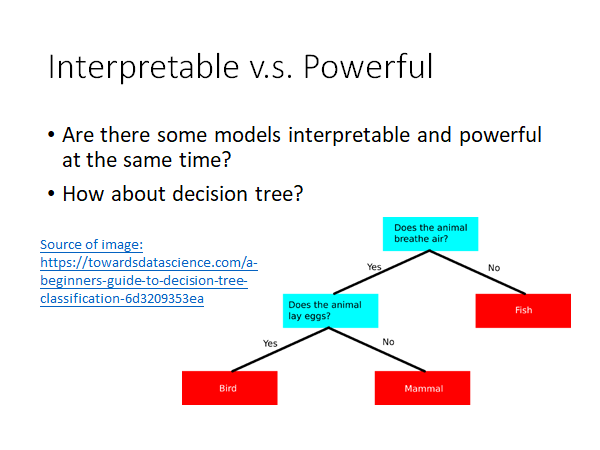 Interpretable v.s. Powerful
• Are there some models interpretable and powerful
at the same time?
• How about decision tree?
Source of image:
https://towardsdatascience.com/a-
beginners-guide-to-decision-tree-
classification-6d3209353ea
Does the animal
breathe air?
Yes
No
Does the animal
lay eggs?
Fish
Yes
No
Bird
Mammal